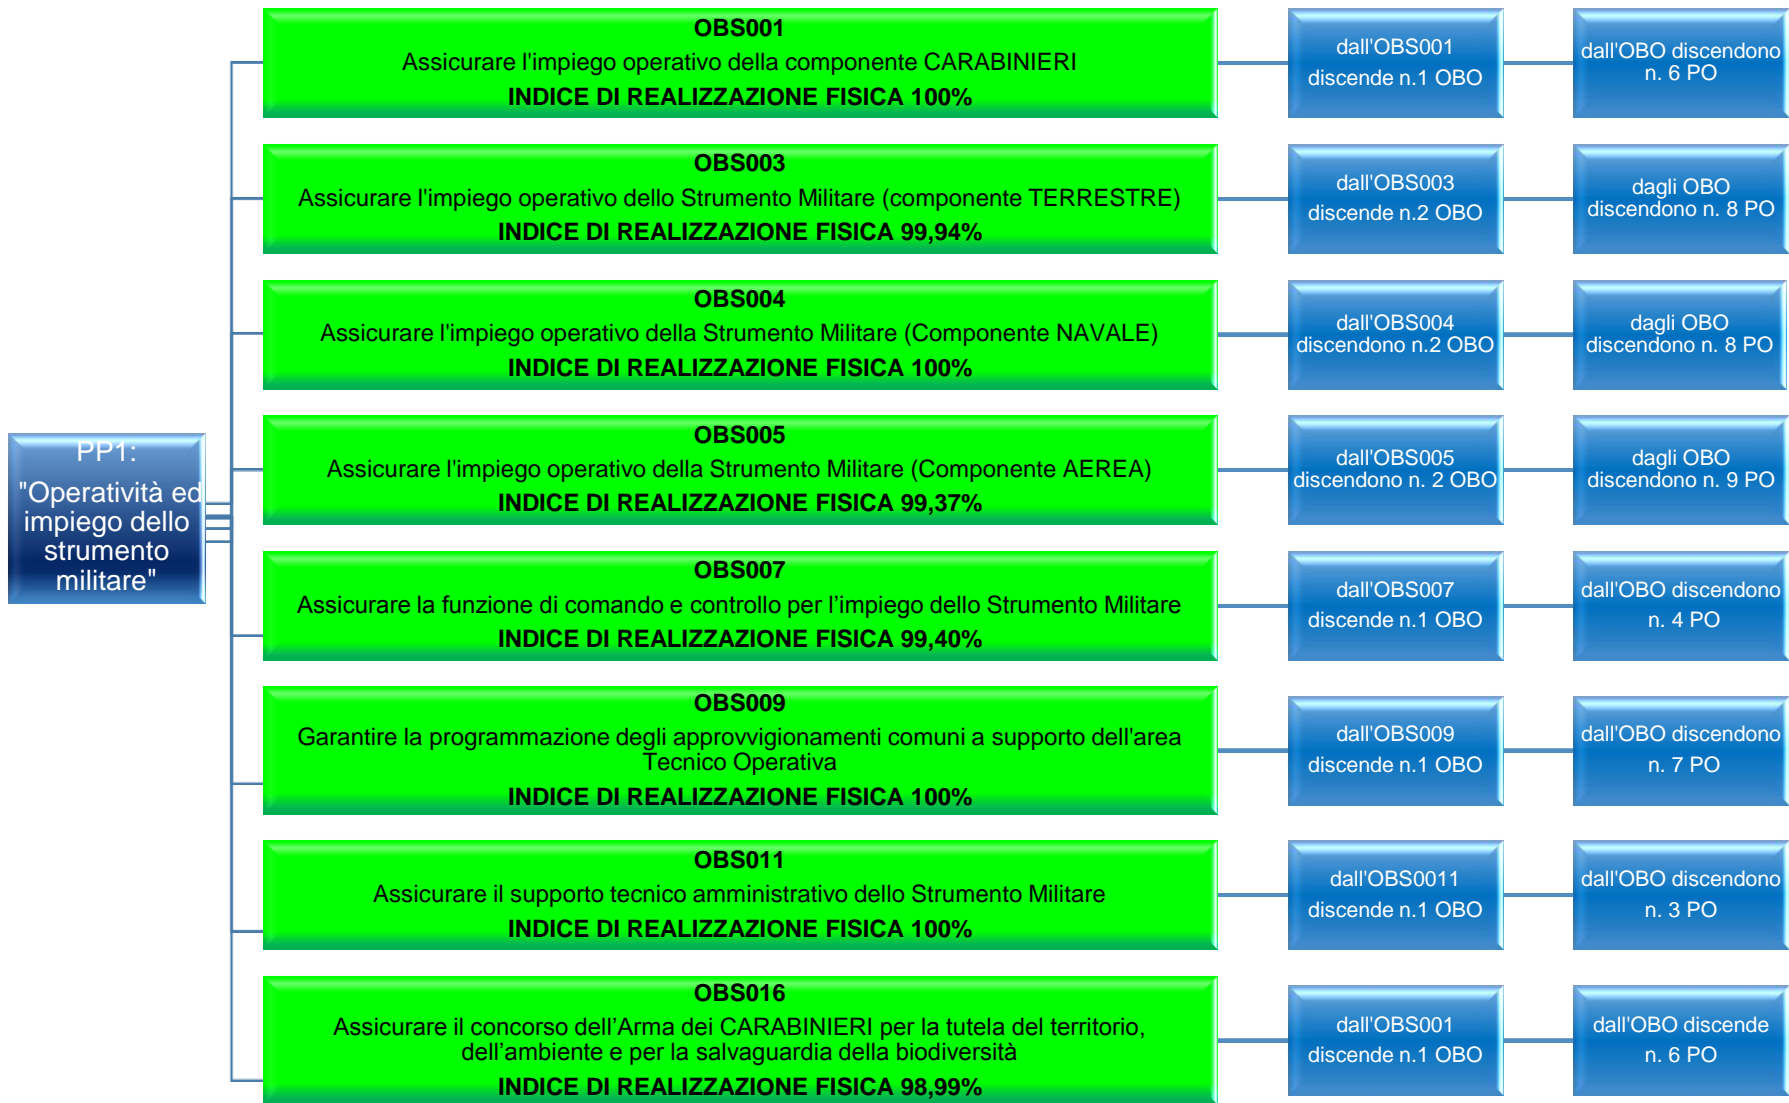 PP1:
"Operatività ed
impiego dello
strumento
militare"
OBS001
Assicurare l'impiego operativo della componente CARABINIERI
INDICE DI REALIZZAZIONE FISICA 100%
dall'OBS001
discende n.1 OBO
dall'OBO discendono
n. 6 PO
OBS003
Assicurare l'impiego operativo dello Strumento Militare (componente TERRESTRE)
INDICE DI REALIZZAZIONE FISICA 99,94%
dall'OBS003
discende n.2 OBO
dagli OBO
discendono n. 8 PO
OBS004
Assicurare l'impiego operativo della Strumento Militare (Componente NAVALE)
INDICE DI REALIZZAZIONE FISICA 100%
dall'OBS004
discendono n.2 OBO
dagli OBO
discendono n. 8 PO
OBS005
Assicurare l'impiego operativo della Strumento Militare (Componente AEREA)
INDICE DI REALIZZAZIONE FISICA 99,37%
dall'OBS005
discendono n. 2 OBO
dagli OBO
discendono n. 9 PO
OBS007
Assicurare la funzione di comando e controllo per l’impiego dello Strumento Militare
INDICE DI REALIZZAZIONE FISICA 99,40%
dall'OBS007
discende n.1 OBO
dall'OBO discendono
n. 4 PO
OBS009
Garantire la programmazione degli approvvigionamenti comuni a supporto dell'area
Tecnico Operativa
INDICE DI REALIZZAZIONE FISICA 100%
dall'OBS009
discende n.1 OBO
dall'OBO discendono
n. 7 PO
OBS011
Assicurare il supporto tecnico amministrativo dello Strumento Militare
INDICE DI REALIZZAZIONE FISICA 100%
dall'OBS0011
discende n.1 OBO
dall'OBO discendono
n. 3 PO
OBS016
Assicurare il concorso dell’Arma dei CARABINIERI per la tutela del territorio,
dell’ambiente e per la salvaguardia della biodiversità
INDICE DI REALIZZAZIONE FISICA 98,99%
dall'OBS001
discende n.1 OBO
dall'OBO discende
n. 6 PO